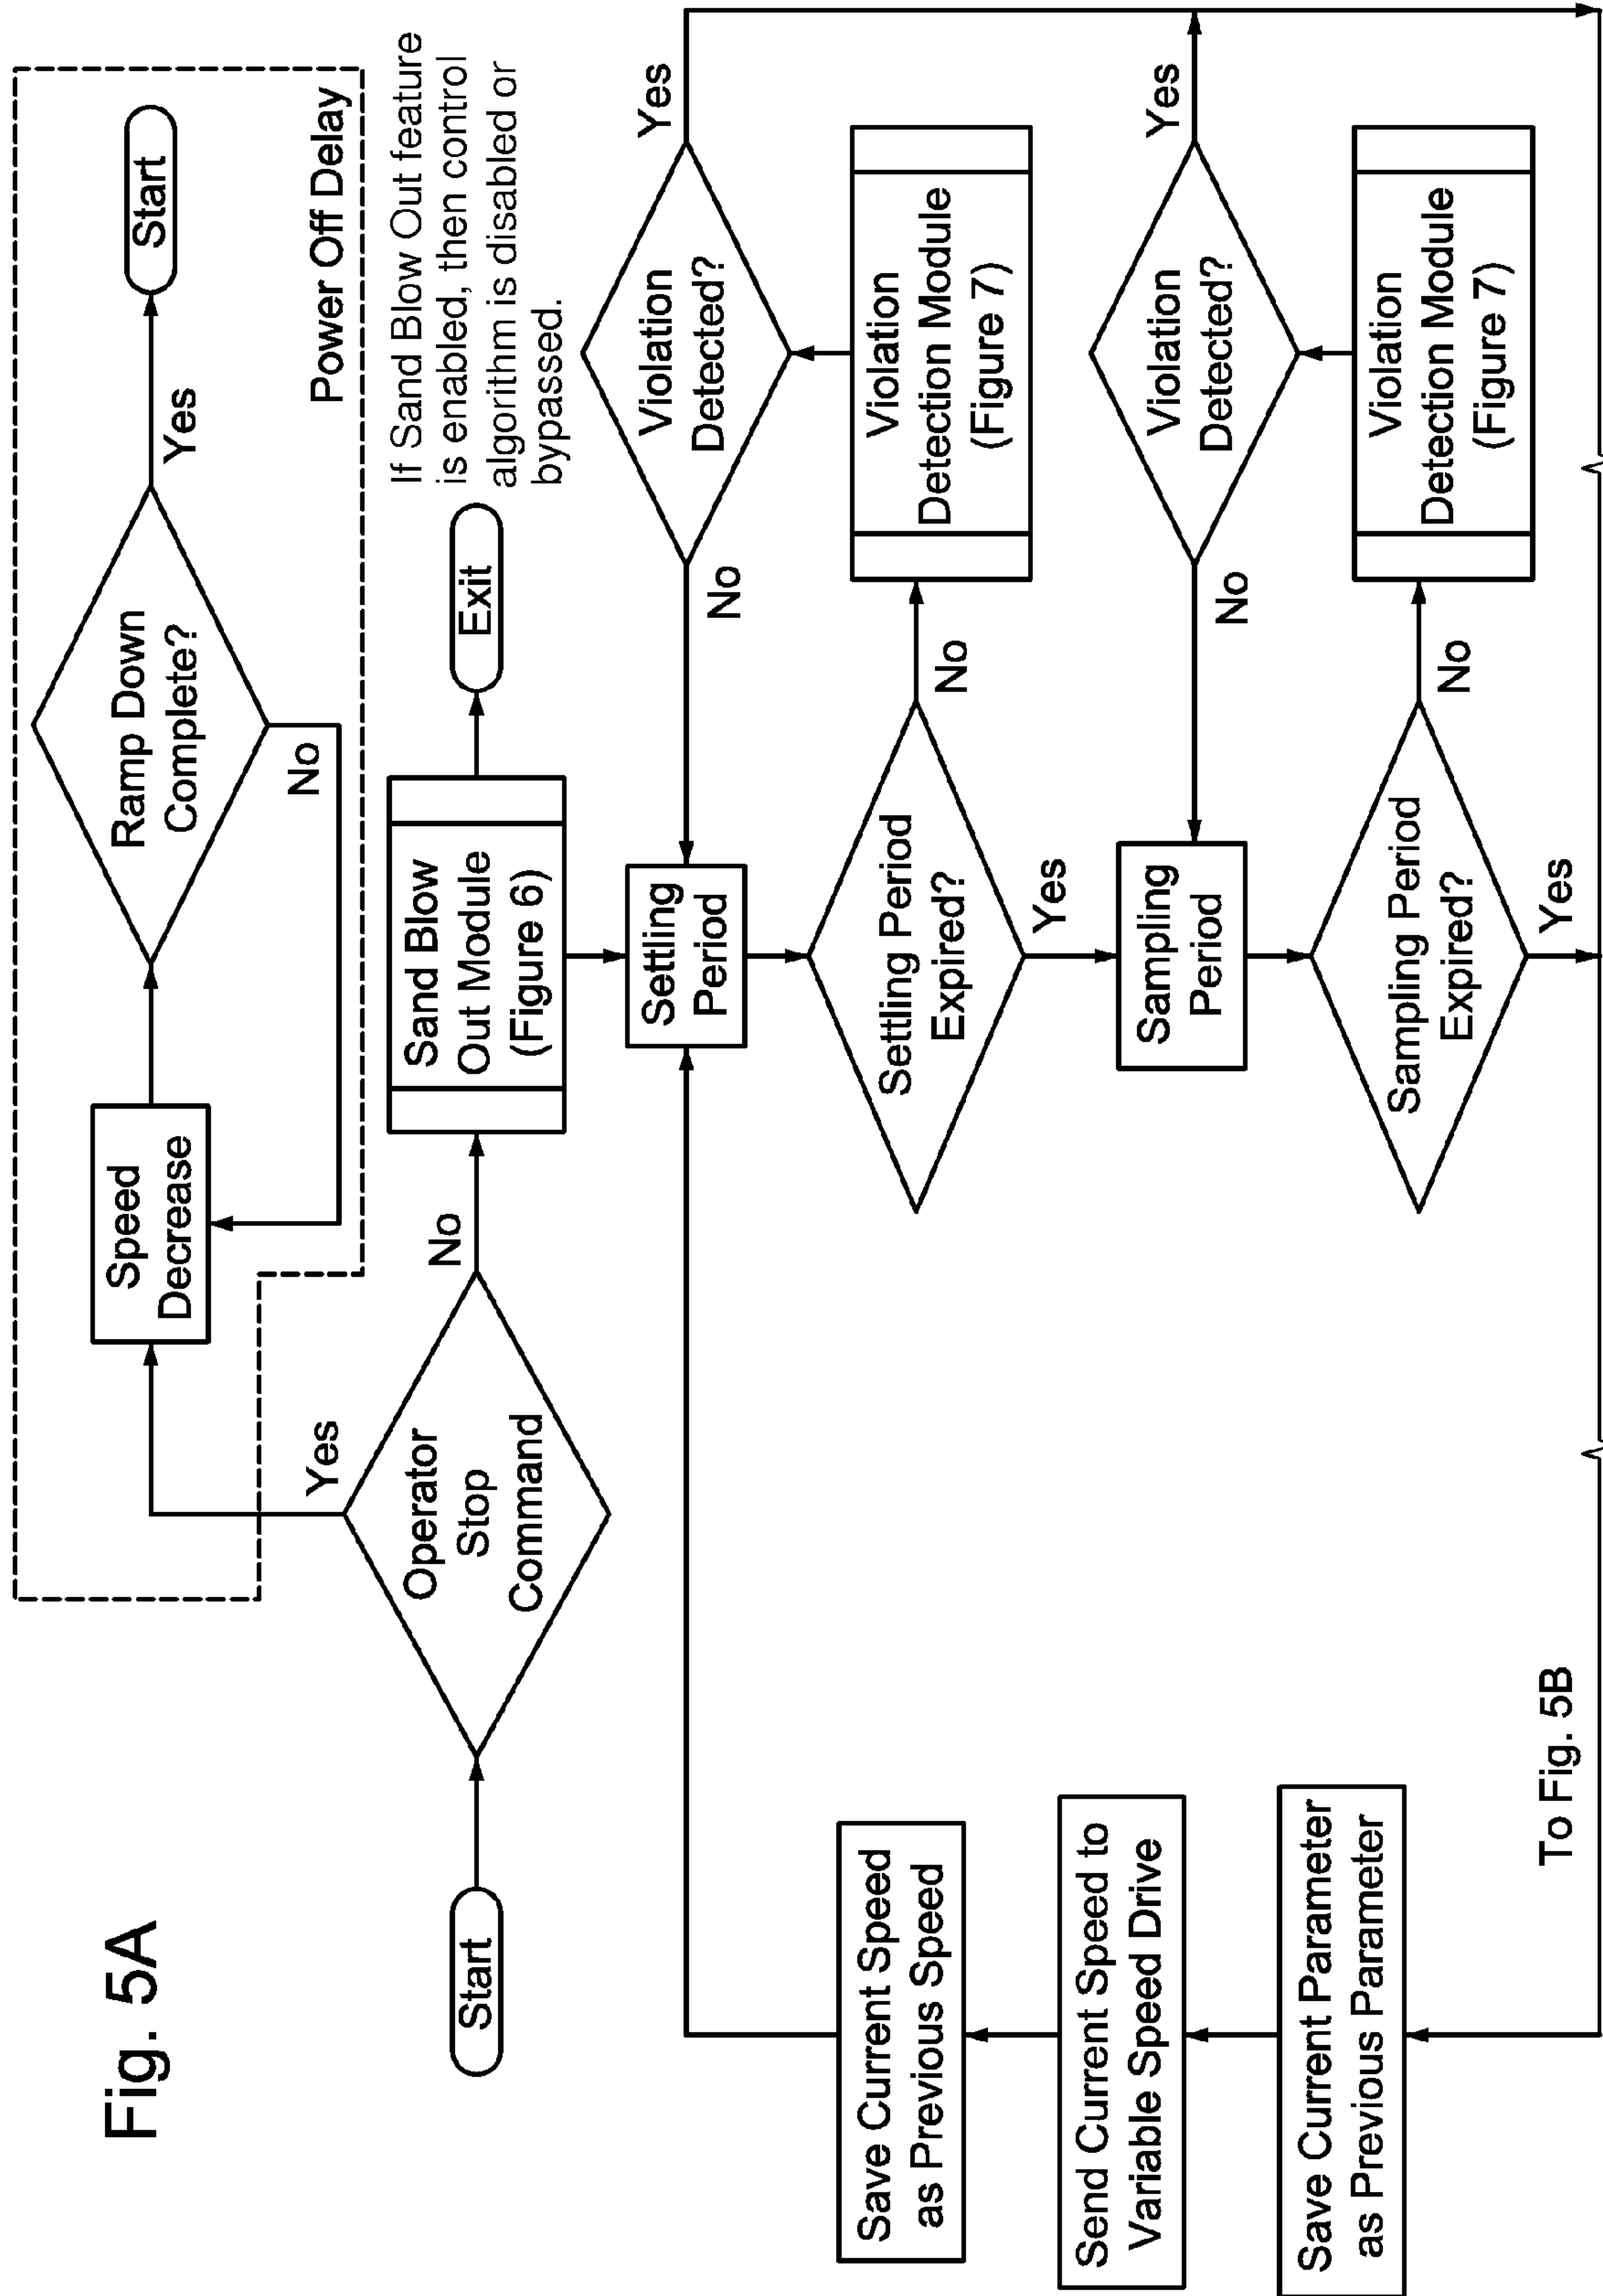 Fig. 5A
Start
Operator
Stop
Command
Yes
No
Speed
Decrease
Ramp Down
Complete?
No
Yes
Start
Power Off Delay
Sand Blow
Out Module
(Figure 6)
Exit
If Sand Blow Out feature
is enabled, then control
algorithm is disabled or
bypassed.
Settling
Period
Settling Period
Expired?
No
Yes
Violation
Detection Module
(Figure 7)
Violation
Detected?
No
Yes
Sampling
Period
Sampling Period
Expired?
No
Yes
Violation
Detection Module
(Figure 7)
Violation
Detected?
No
Yes
Save Current Speed
as Previous Speed
Send Current Speed to
Variable Speed Drive
Save Current Parameter
as Previous Parameter
To Fig. 5B